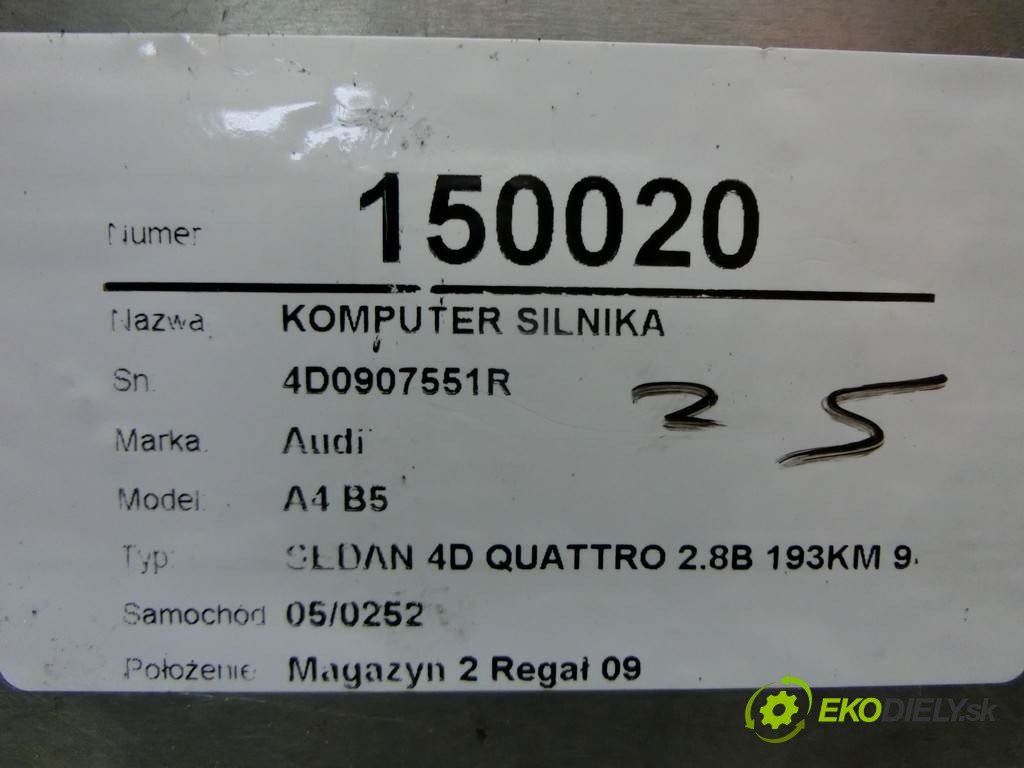 Numer 150020
Nazwa KOMPUTER SILNIKA
Sn. 4D0907551R
25
Marka. Audi
Model. A4 B5
Typ: SEDAN 4D QUATTRO 2.8B 193KM 9
Samochód 05/0252
Położenie Magazyn 2 Regał 09
EKODIELY.sk